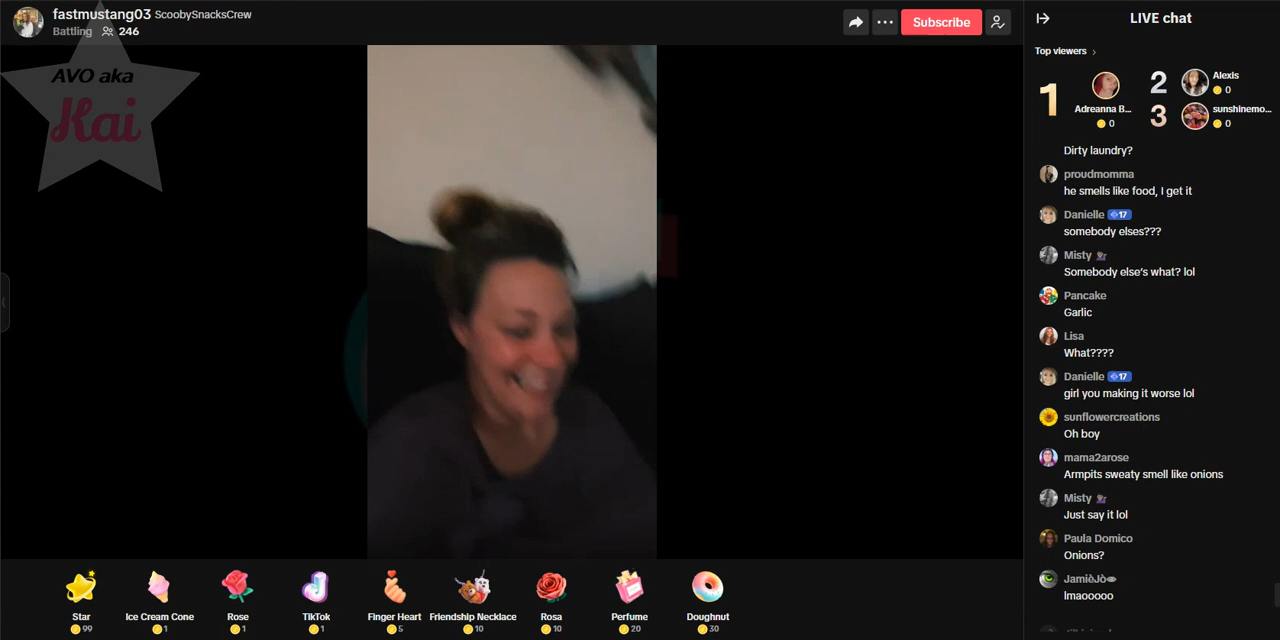 fastmustang03 ScoobySnacksCrew
Battling 246
Subscribe
AVO aka
Kai
LIVE chat
Top viewers
1
Adreanna B...
0
2
Alexis
0
3
sunshinemo...
0
Dirty laundry?
proudmomma
he smells like food, I get it
Danielle 17
somebody elses???
Misty
Somebody else's what? lol
Pancake
Garlic
Lisa
What????
Danielle 17
girl you making it worse lol
sunflowercreations
Oh boy
mama2arose
Armpits sweaty smell like onions
Misty
Just say it lol
Paula Domico
Onions?
JamièJò
lmaooooo
Star
99
Ice Cream Cone
1
Rose
1
TikTok
1
Finger Heart
5
Friendship Necklace
10
Rosa
10
Perfume
20
Doughnut
30